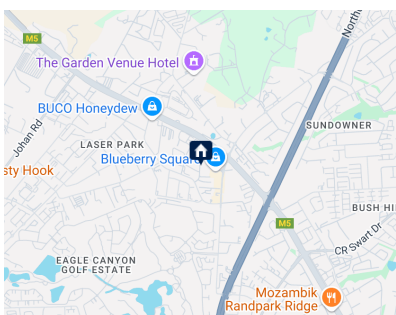 M5
North
The Garden Venue Hotel
BUCO Honeydew
Johan Rd
SUNDOWNER
LASER PARK
Blueberry Square
sty Hook
BUSH HI
M5
CR Swart Dr
EAGLE CANYON
GOLF ESTATE
Mozambik
Randpark Ridge